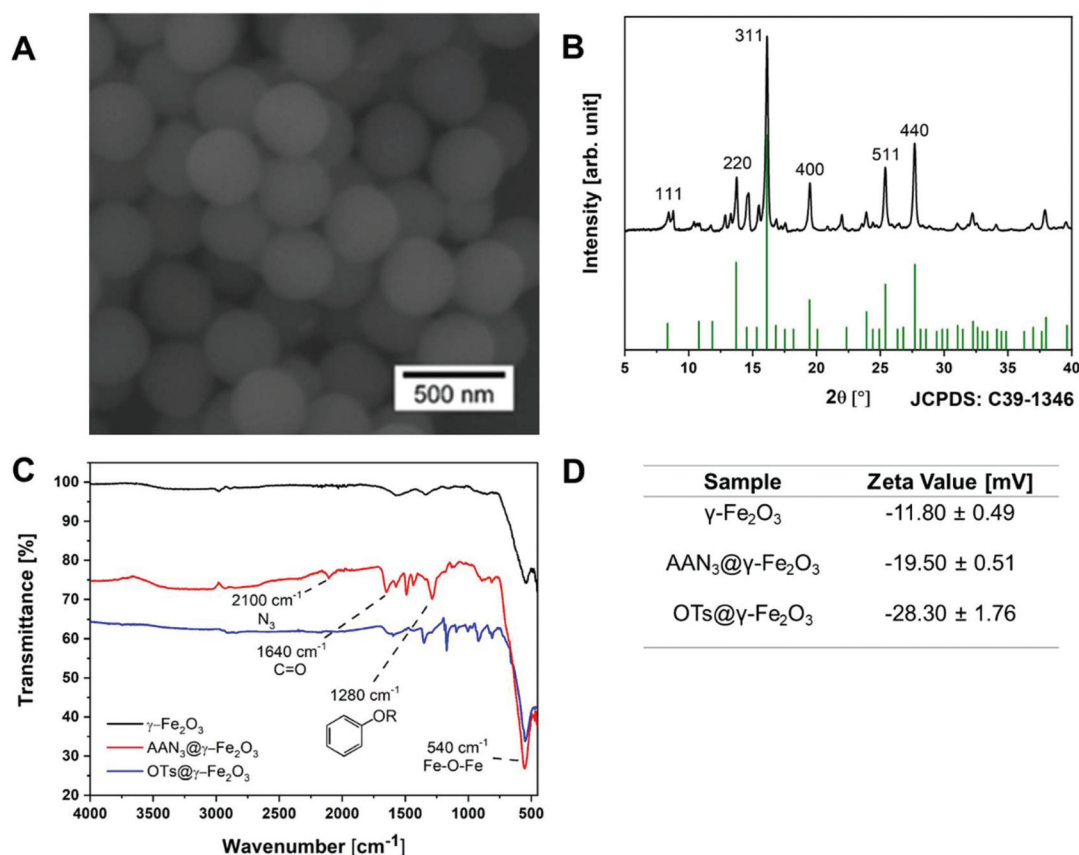 A
500 nm
B
Intensity [arb. unit]
111
220
311
400
511
440
5 10 15 20 25 30 35 40
2θ [°]
JCPDS: C39-1346
C
Transmittance [%]
100
90
80
70
60
50
40
30
20
2100 cm⁻¹
N₃
1640 cm⁻¹
C=O
1280 cm⁻¹
OR
540 cm⁻¹
Fe-O-Fe
γ-Fe₂O₃
AAN₃@γ-Fe₂O₃
OTs@γ-Fe₂O₃
4000 3500 3000 2500 2000 1500 1000 500
Wavenumber [cm⁻¹]
D
Sample Zeta Value [mV]
γ-Fe₂O₃ -11.80 ± 0.49
AAN₃@γ-Fe₂O₃ -19.50 ± 0.51
OTs@γ-Fe₂O₃ -28.30 ± 1.76